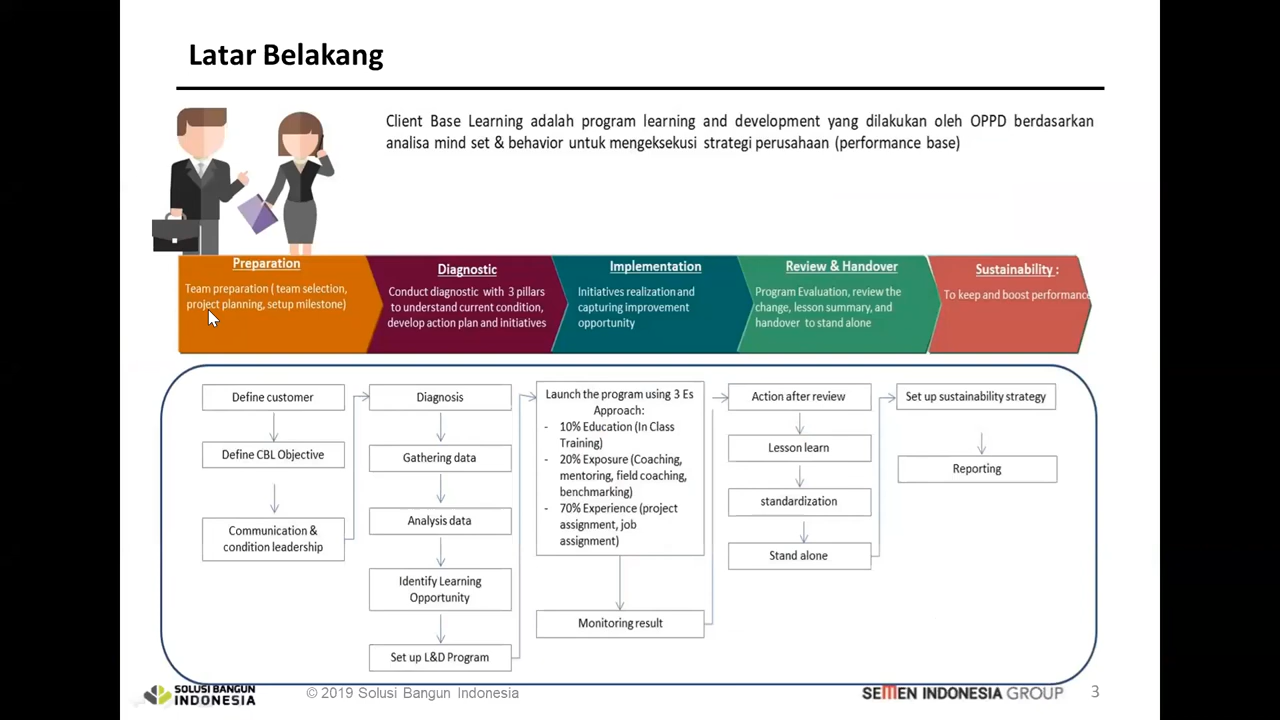 Latar Belakang
Client Base Learning adalah program learning and development yang dilakukan oleh OPPD berdasarkan
analisa mind set & behavior untuk mengeksekusi strategi perusahaan (performance base)
Preparation
Team preparation ( team selection,
project planning, setup milestone)
Diagnostic
Conduct diagnostic with 3 pillars
to understand current condition,
develop action plan and initiatives
Implementation
Initiatives realization and
capturing improvement
opportunity
Review & Handover
Program Evaluation, review the
change, lesson summary, and
handover to stand alone
Sustainability :
To keep and boost performance
Define customer
Define CBL Objective
Communication &
condition leadership
Diagnosis
Gathering data
Analysis data
Identify Learning
Opportunity
Set up L&D Program
Launch the program using 3 Es
Approach:
- 10% Education (In Class
Training)
- 20% Exposure (Coaching,
mentoring, field coaching,
benchmarking)
- 70% Experience (project
assignment, job
assignment)
Monitoring result
Action after review
Lesson learn
standardization
Stand alone
Set up sustainability strategy
Reporting
SOLUSI BANGUN
INDONESIA
© 2019 Solusi Bangun Indonesia
SEMEN INDONESIA GROUP
3